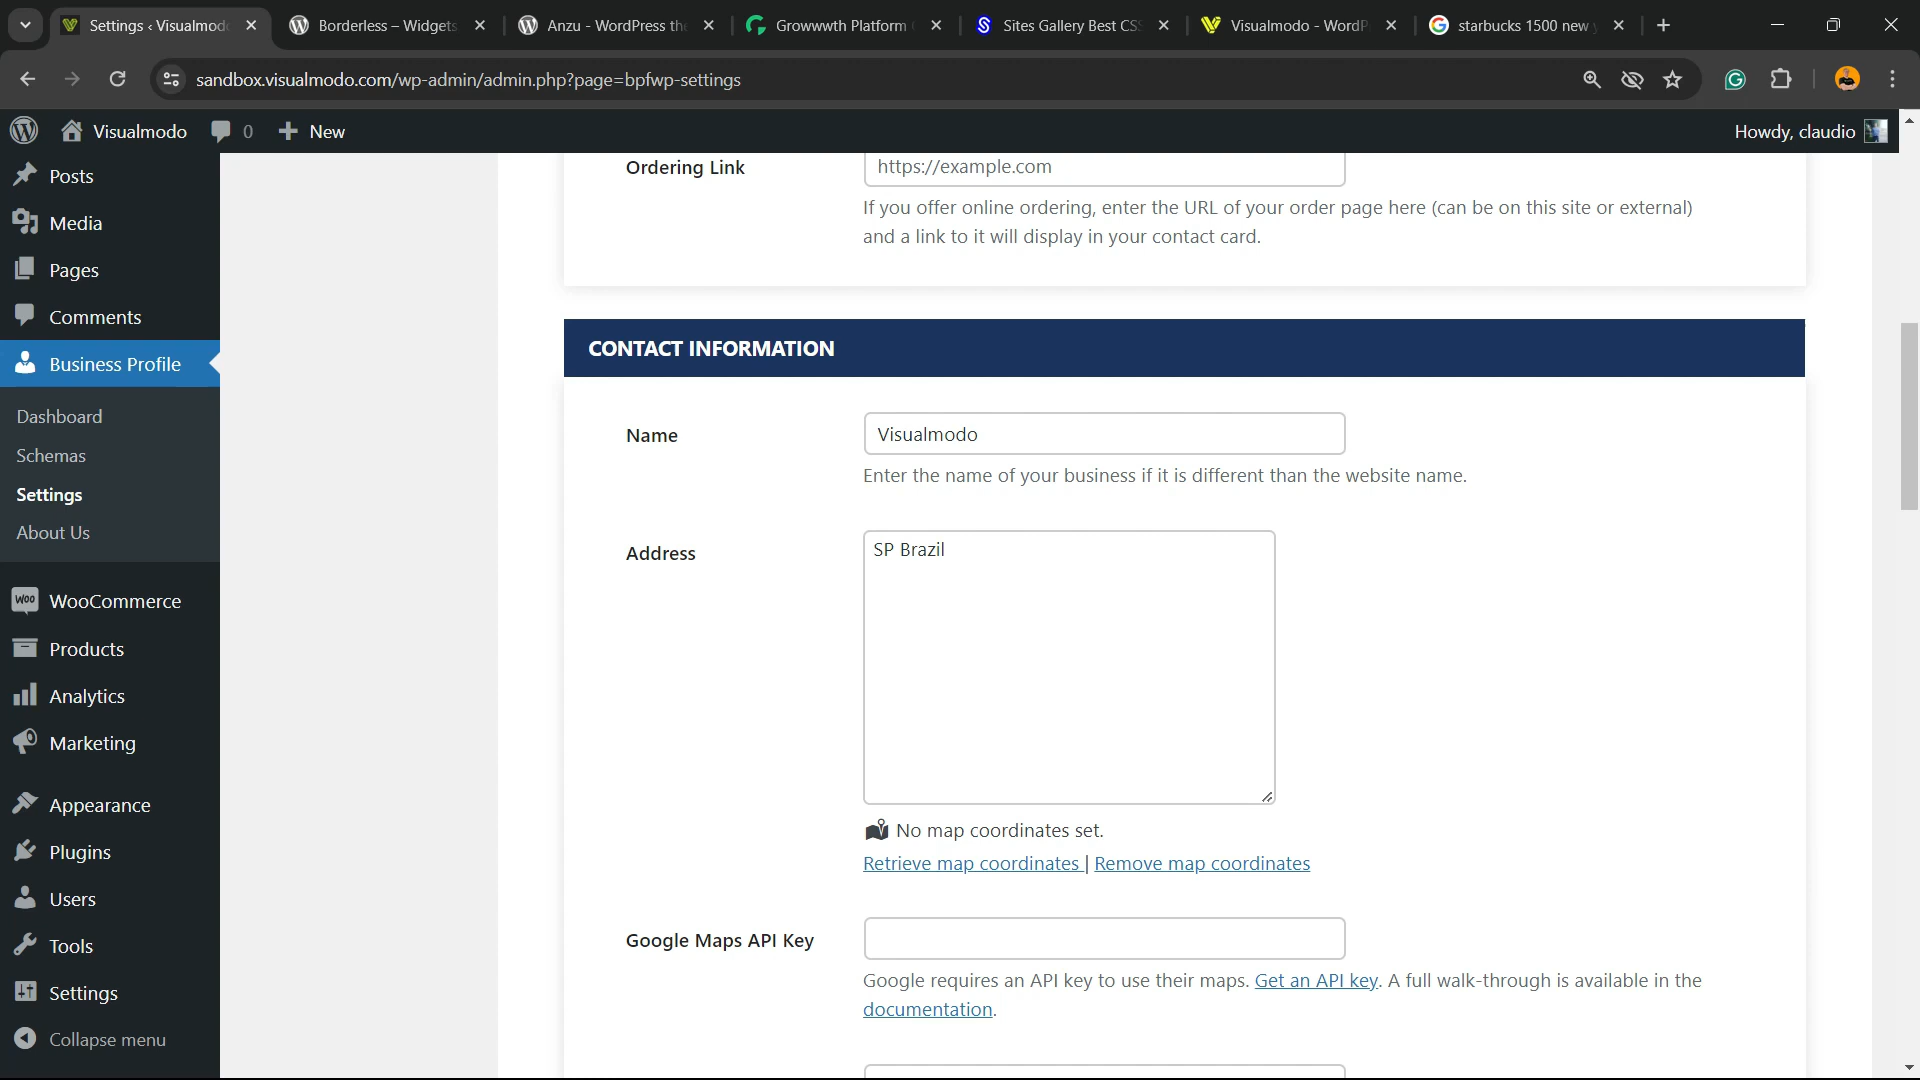 Settings ‹ Visualmodo
Borderless – Widgets
Anzu - WordPress the
Growwwth Platform
Sites Gallery Best CSS
Visualmodo - WordP
starbucks 1500 new
sandbox.visualmodo.com/wp-admin/admin.php?page=bpfwp-settings
Visualmodo
0
New
Howdy, claudio
Posts
Media
Pages
Comments
Business Profile
Dashboard
Schemas
Settings
About Us
WooCommerce
Products
Analytics
Marketing
Appearance
Plugins
Users
Tools
Settings
Collapse menu
Ordering Link
https://example.com
If you offer online ordering, enter the URL of your order page here (can be on this site or external)
and a link to it will display in your contact card.
CONTACT INFORMATION
Name
Visualmodo
Enter the name of your business if it is different than the website name.
Address
SP Brazil
No map coordinates set.
Retrieve map coordinates | Remove map coordinates
Google Maps API Key
Google requires an API key to use their maps. Get an API key. A full walk-through is available in the
documentation.